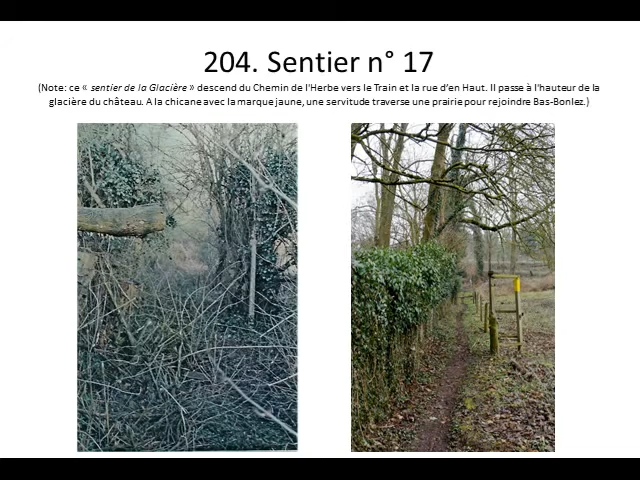 204. Sentier n° 17
(Note: ce « sentier de la Glacière » descend du Chemin de l'Herbe vers le Train et la rue d'en Haut. Il passe à l'hauteur de la
glacière du château. A la chicane avec la marque jaune, une servitude traverse une prairie pour rejoindre Bas-Bonlez.)